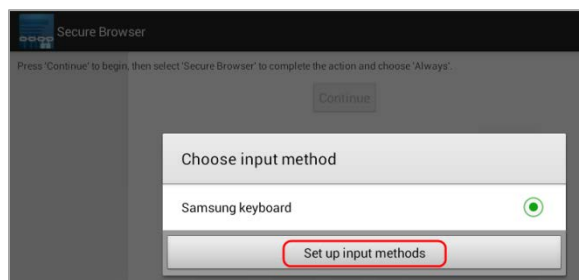 Secure Browser
Press 'Continue' to begin, then select 'Secure Browser' to complete the action and choose 'Always'.
Continue
Choose input method
Samsung keyboard
Set up input methods